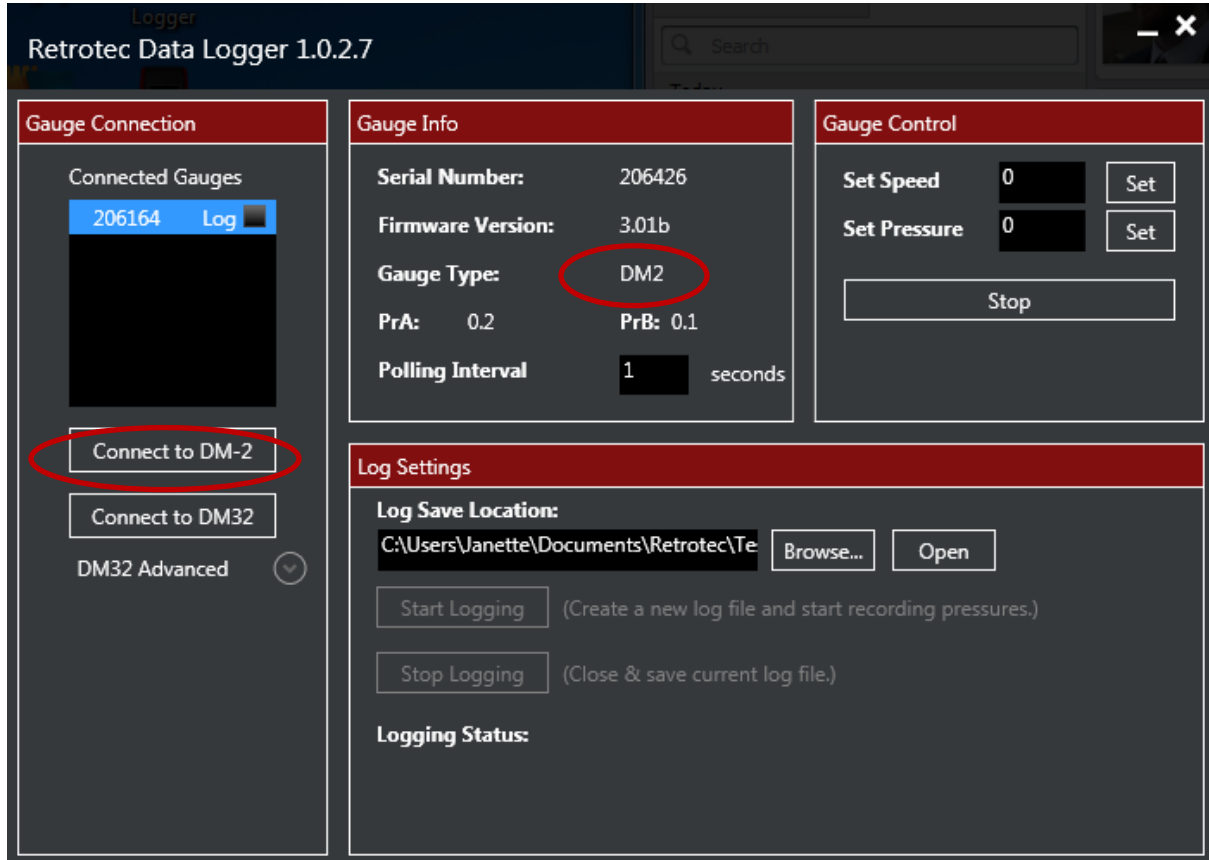 Logger
Retrotec Data Logger 1.0.2.7
Search
Today
Gauge Connection
Connected Gauges
206164 Log
Connect to DM-2
Connect to DM32
DM32 Advanced
Gauge Info
Serial Number: 206426
Firmware Version: 3.01b
Gauge Type: DM2
PrA: 0.2 PrB: 0.1
Polling Interval 1 seconds
Gauge Control
Set Speed 0 Set
Set Pressure 0 Set
Stop
Log Settings
Log Save Location:
C:\Users\Janette\Documents\Retrotec\Te Browse... Open
Start Logging (Create a new log file and start recording pressures.)
Stop Logging (Close & save current log file.)
Logging Status: